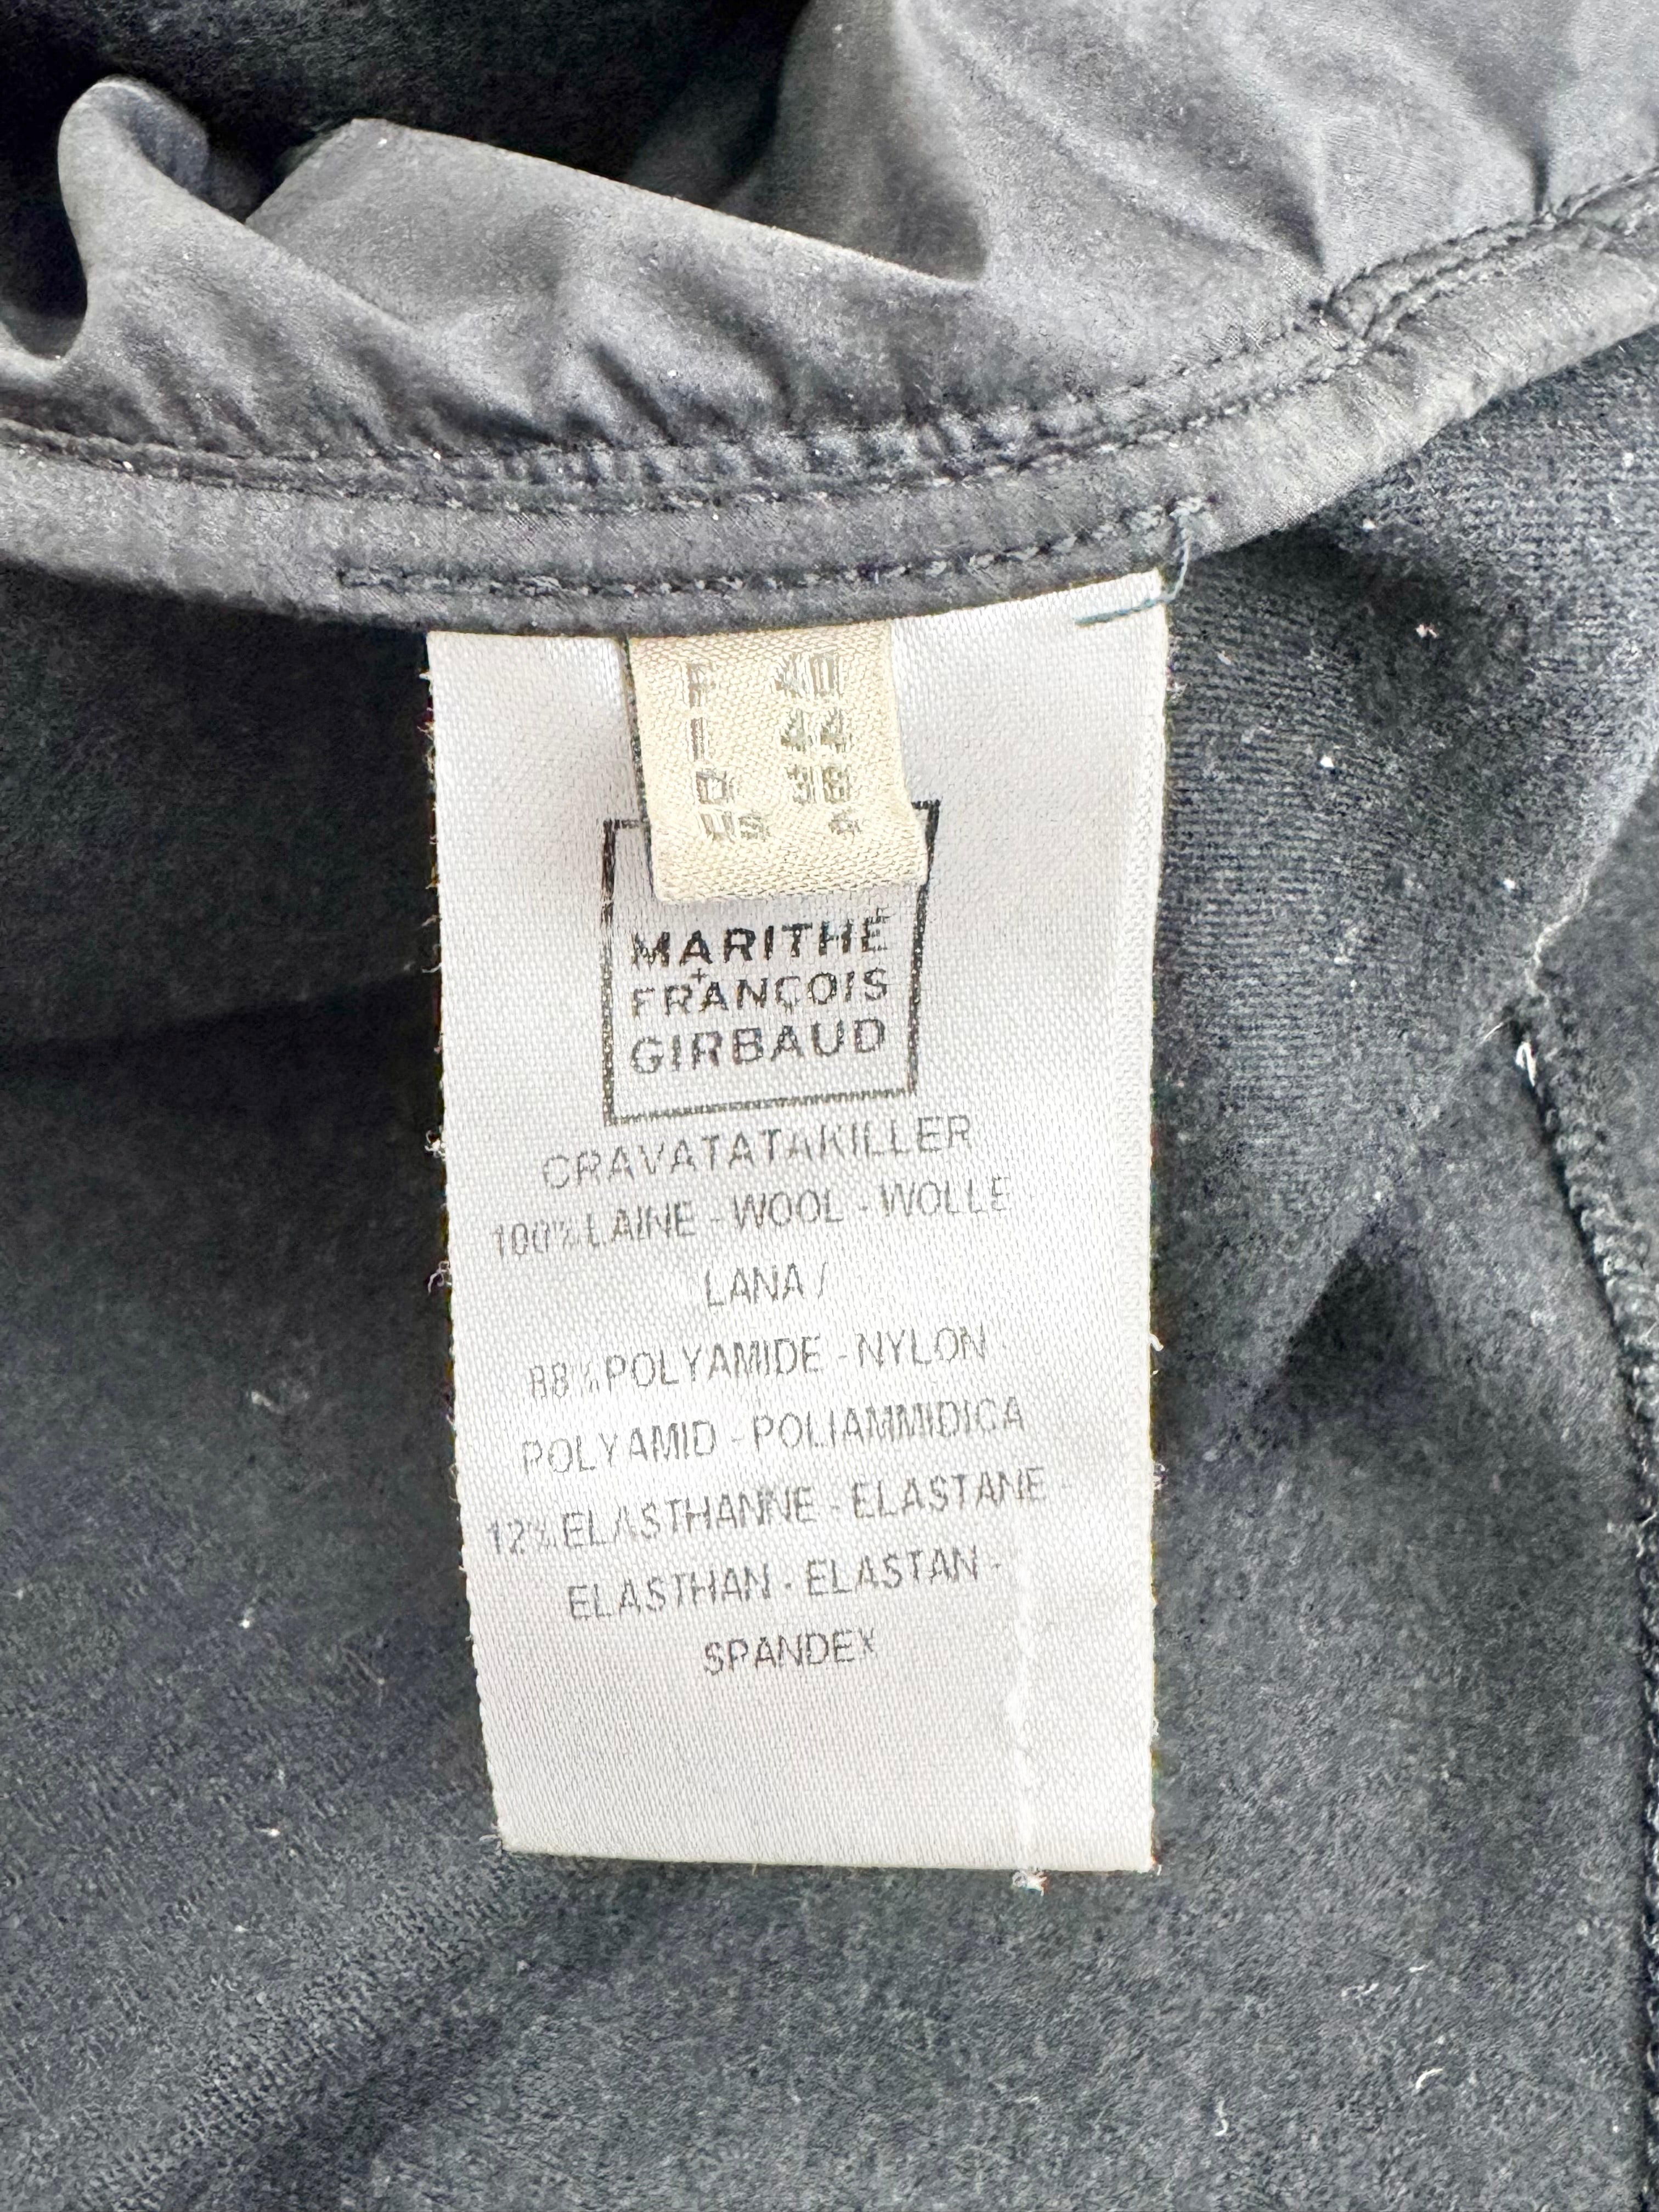 F 40
I 44
D 38
US
MARITHÉ
+
FRANÇOIS
GIRBAUD
CRAVATATAKILLER
100% LAINE - WOOL - WOLLE
LANA /
88% POLYAMIDE - NYLON -
POLYAMID - POLIAMMIDICA
12% ELASTHANNE - ELASTANE -
ELASTHAN - ELASTAN -
SPANDEX